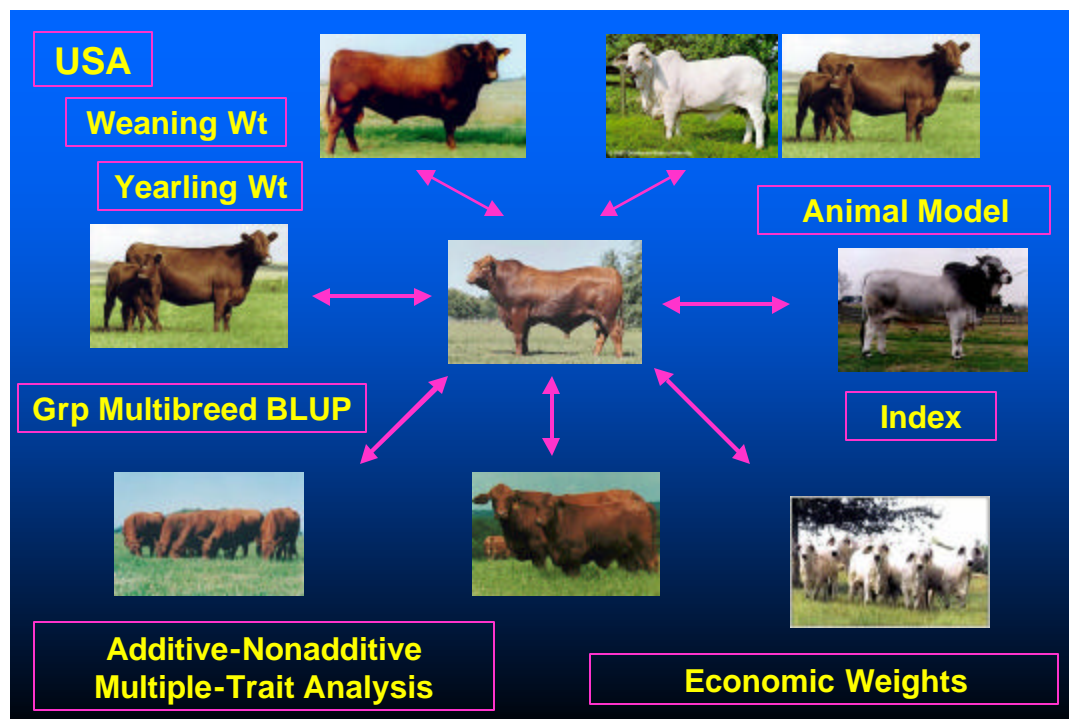 USA
Weaning Wt
Yearling Wt
Animal Model
Grp Multibreed BLUP
Index
Additive-Nonadditive
Multiple-Trait Analysis
Economic Weights